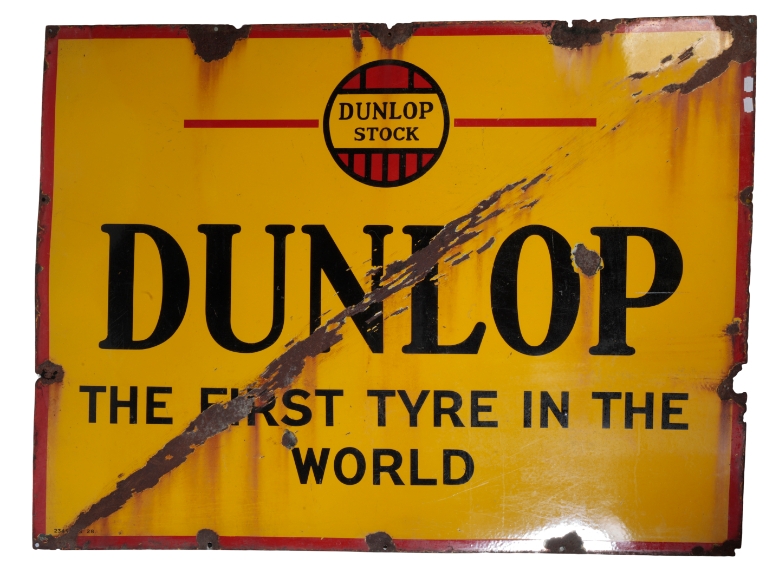 DUNLOP
STOCK
DUNLOP
THE FIRST TYRE IN THE
WORLD